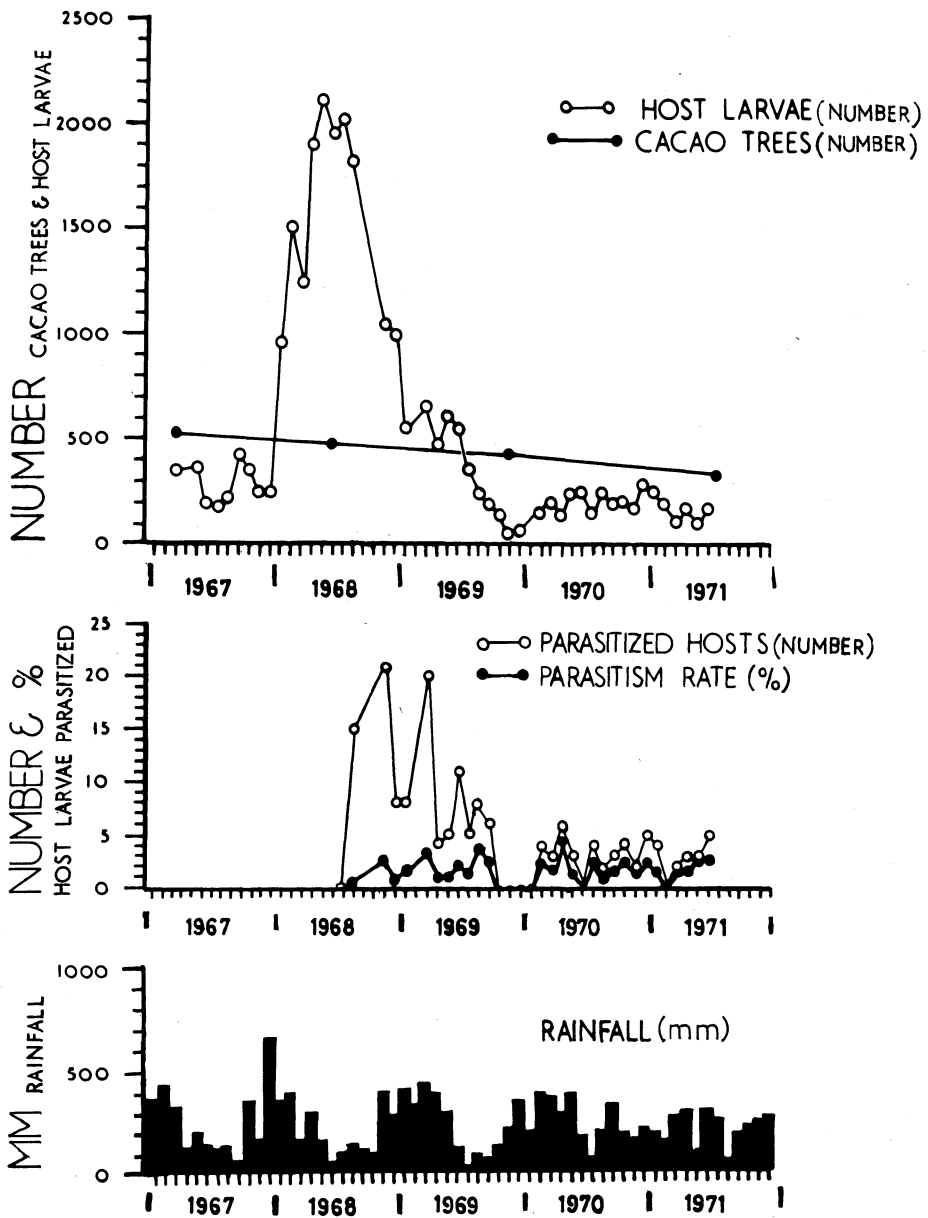 2500
2000
1500
1000
500
0
NUMBER CACAO TREES & HOST LARVAE
HOST LARVAE (NUMBER)
CACAO TREES (NUMBER)
1967 1968 1969 1970 1971
25
20
15
10
5
0
NUMBER & %
HOST LARVAE PARASITIZED
PARASITIZED HOSTS (NUMBER)
PARASITISM RATE (%)
1967 1968 1969 1970 1971
1000
500
0
MM RAINFALL
RAINFALL (mm)
1967 1968 1969 1970 1971